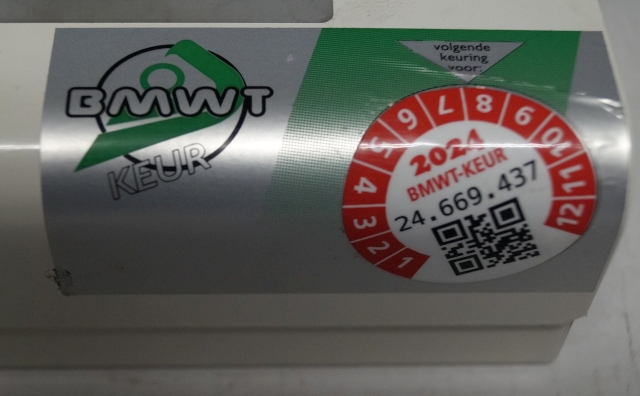 BMWT
KEUR
volgende
keuring
voor:
1 2 3 4 5 6 7 8 9 10 11 12
2024
BMWT-KEUR
24.669.437